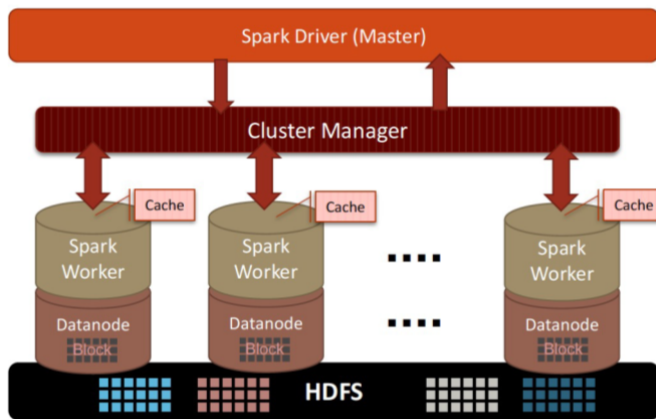 Spark Driver (Master)
Cluster Manager
Cache
Cache
Cache
Spark
Worker
Spark
Worker
....
Spark
Worker
Datanode
Block
Datanode
Block
....
Datanode
Block
HDFS